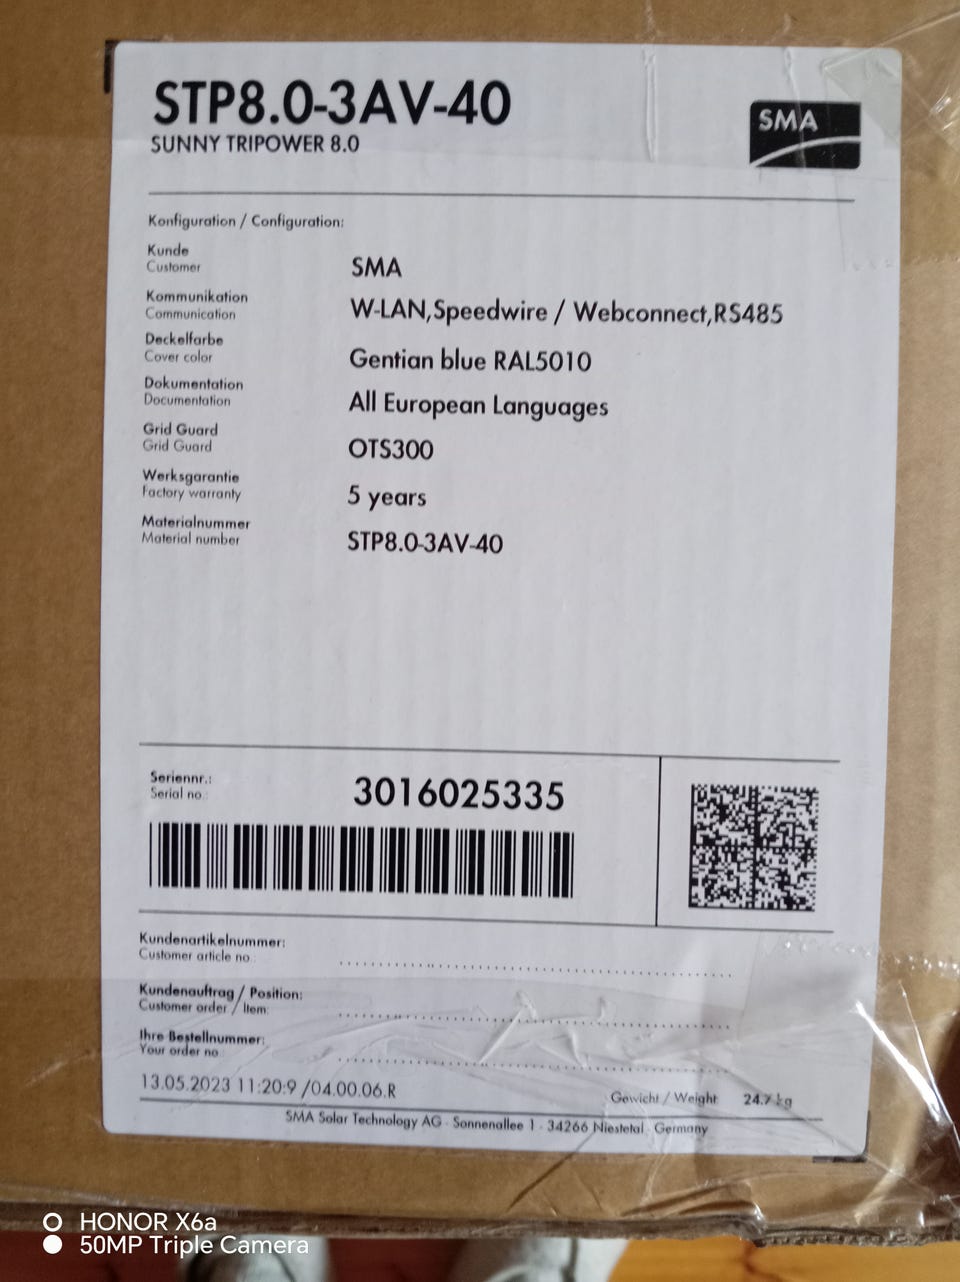 STP8.0-3AV-40
SUNNY TRIPOWER 8.0
SMA
Konfiguration / Configuration:
Kunde
Customer
SMA
Kommunikation
Communication
W-LAN,Speedwire / Webconnect,RS485
Deckelfarbe
Cover color
Gentian blue RAL5010
Dokumentation
Documentation
All European Languages
Grid Guard
Grid Guard
OTS300
Werksgarantie
Factory warranty
5 years
Materialnummer
Material number
STP8.0-3AV-40
Seriennr.:
Serial no.:
3016025335
Kundenartikelnummer:
Customer article no.:
Kundenauftrag / Position:
Customer order / Item:
Ihre Bestellnummer:
Your order no.:
13.05.2023 11:20:9 /04.00.06.R
Gewicht / Weight 24.7 kg
SMA Solar Technology AG - Sonnenallee 1 - 34266 Niestetal - Germany
HONOR X6a
50MP Triple Camera